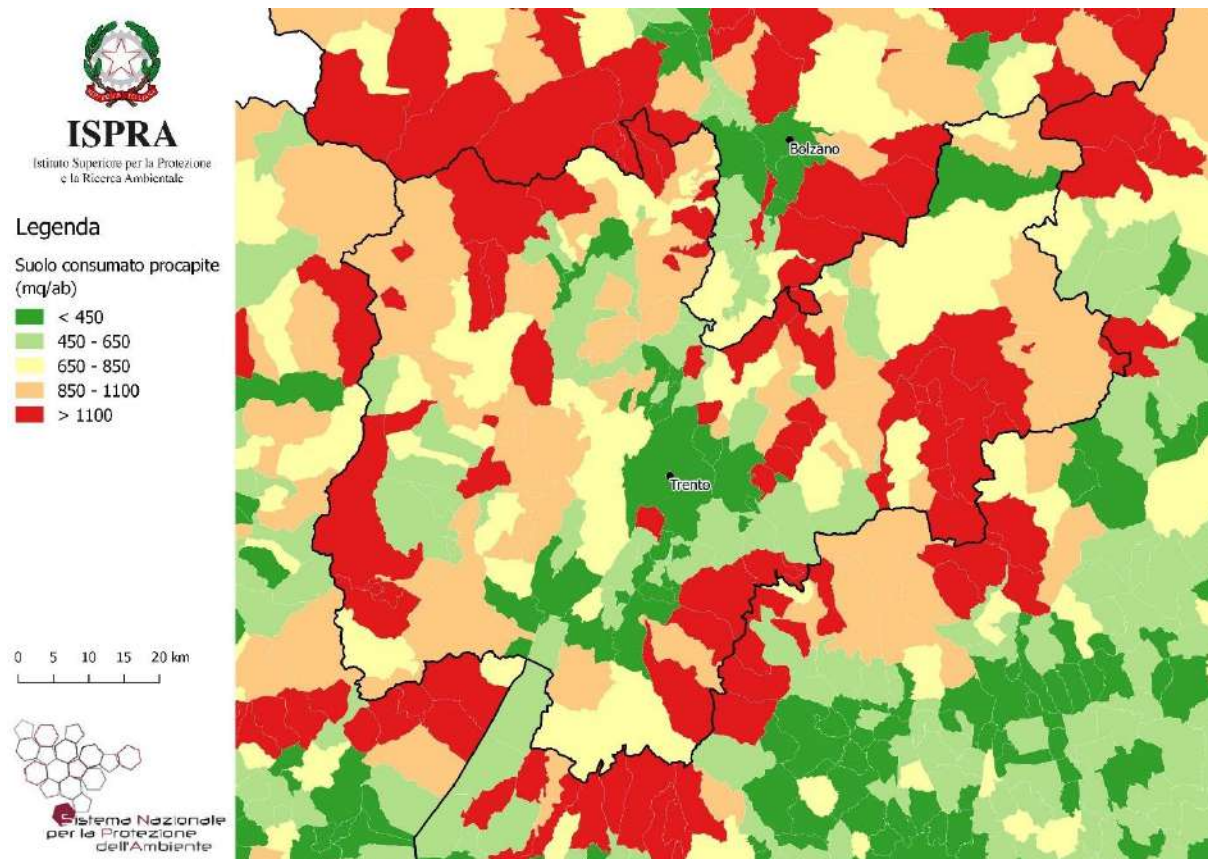 ISPRA
Istituto Superiore per la Protezione
e la Ricerca Ambientale
Legenda
Suolo consumato procapite
(mq/ab)
< 450
450 - 650
650 - 850
850 - 1100
> 1100
0 5 10 15 20 km
Sistema Nazionale
per la Protezione
dell'Ambiente
Bolzano
Trento